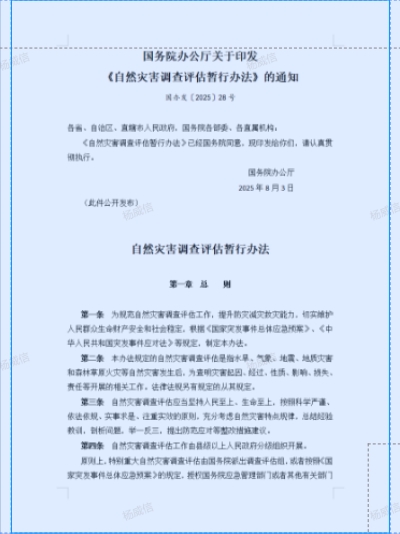 国务院办公厅关于印发
《自然灾害调查评估暂行办法》的通知
国办发〔2025〕28 号
各省、自治区、直辖市人民政府，国务院各部委、各直属机构：
《自然灾害调查评估暂行办法》已经国务院同意，现印发给你们，请认真贯
彻执行。
国务院办公厅
2025 年 8 月 3 日
（此件公开发布）
自然灾害调查评估暂行办法
第一章 总 则
第一条 为规范自然灾害调查评估工作，提升防灾减灾救灾能力，切实维护
人民群众生命财产安全和社会稳定，根据《国家突发事件总体应急预案》、《中
华人民共和国突发事件应对法》等规定，制定本办法。
第二条 本办法规定的自然灾害调查评估是指水旱、气象、地震、地质灾害
和森林草原火灾等自然灾害发生后，为查明灾害起因、经过、性质、影响、损失、
责任等开展的相关工作，法律法规另有规定的从其规定。
第三条 自然灾害调查评估应当坚持人民至上、生命至上，按照科学严谨、
依法依规、实事求是、注重实效的原则，充分考虑自然灾害特点规律，总结经验
教训，剖析问题，举一反三，提出防范应对等整改措施建议。
第四条 自然灾害调查评估工作由县级以上人民政府分级组织开展。
原则上，特别重大自然灾害调查评估由国务院派出调查评估组，或者按照《国
家突发事件总体应急预案》的规定，授权国务院应急管理部门或者其他有关部门